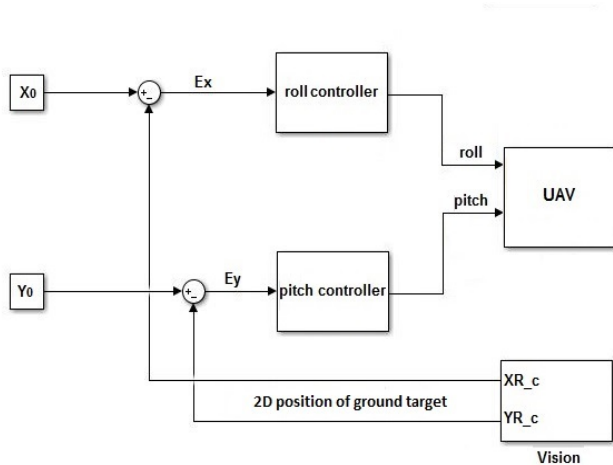 X0
+
-
Ex
roll controller
roll
UAV
pitch
Y0
+
-
Ey
pitch controller
XR_c
2D position of ground target
YR_c
Vision